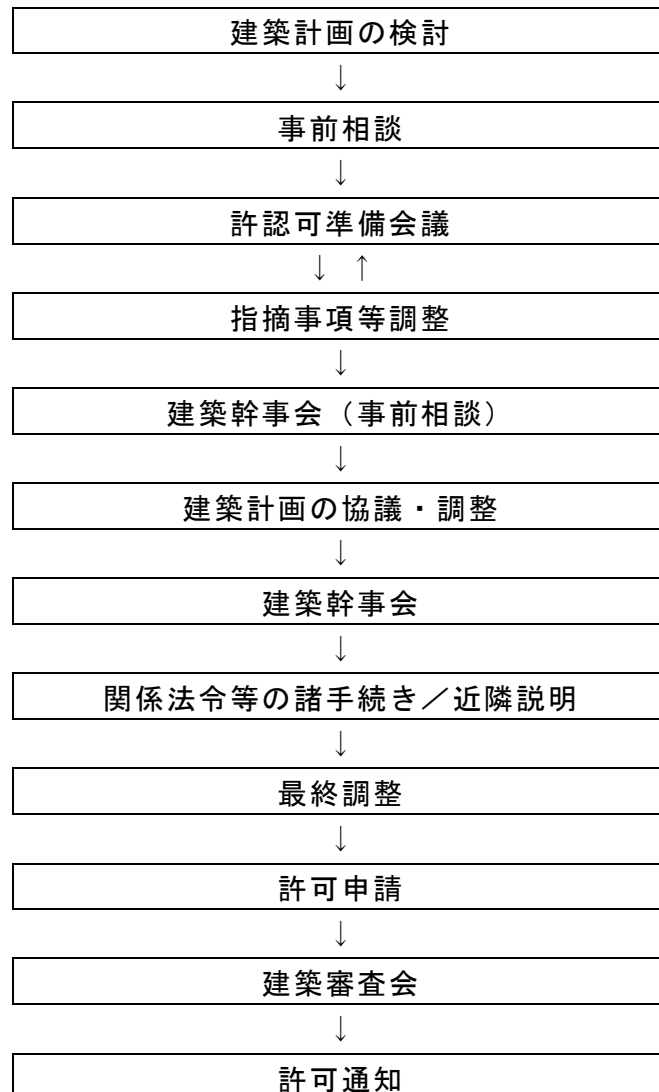 建築計画の検討
↓
事前相談
↓
許認可準備会議
↓ ↑
指摘事項等調整
↓
建築幹事会（事前相談）
↓
建築計画の協議・調整
↓
建築幹事会
↓
関係法令等の諸手続き／近隣説明
↓
最終調整
↓
許可申請
↓
建築審査会
↓
許可通知